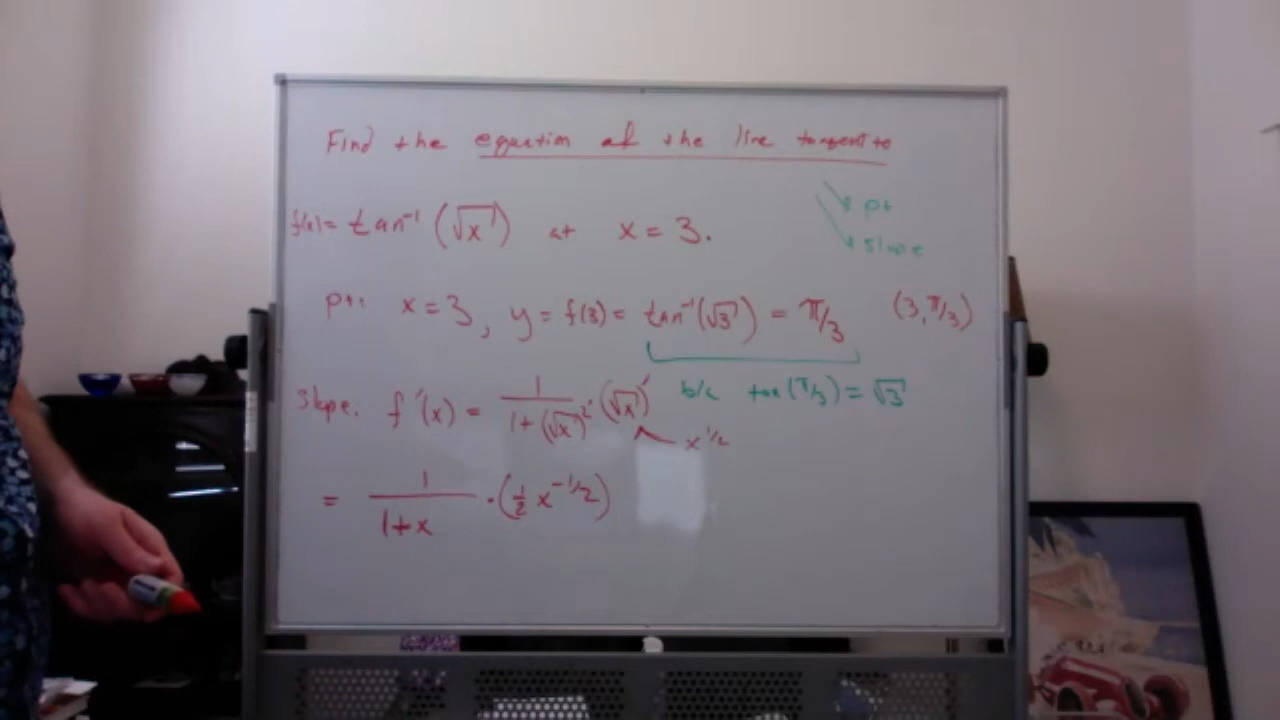 Find the equation of the line tangent to
f(x) = tan⁻¹(√x) at x = 3.
pt
slope
pt: x = 3, y = f(3) = tan⁻¹(√3) = π/3 (3, π/3)
b/c tan(π/3) = √3
Slope: f'(x) = 1/(1+(√x)²) (√x)'
x^1/2
= 1/(1+x) · (1/2 x^-1/2)